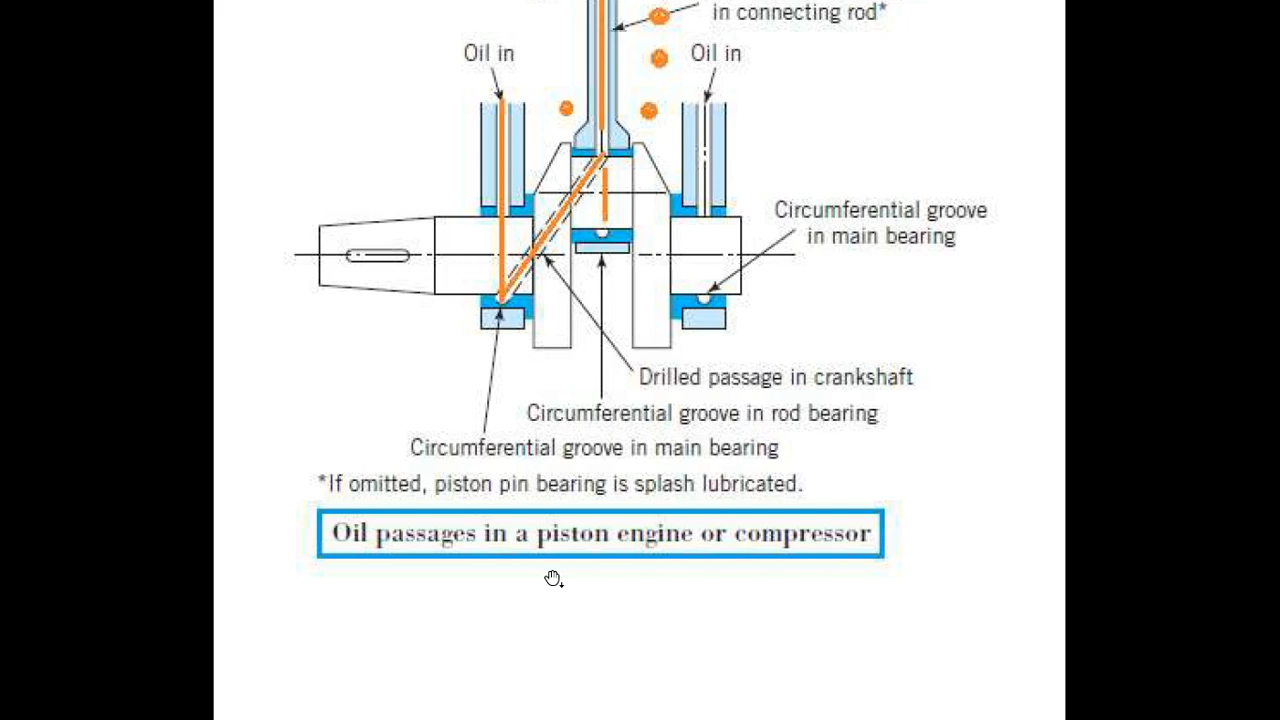 in connecting rod*
Oil in
Oil in
Circumferential groove
in main bearing
Drilled passage in crankshaft
Circumferential groove in rod bearing
Circumferential groove in main bearing
*If omitted, piston pin bearing is splash lubricated.
Oil passages in a piston engine or compressor